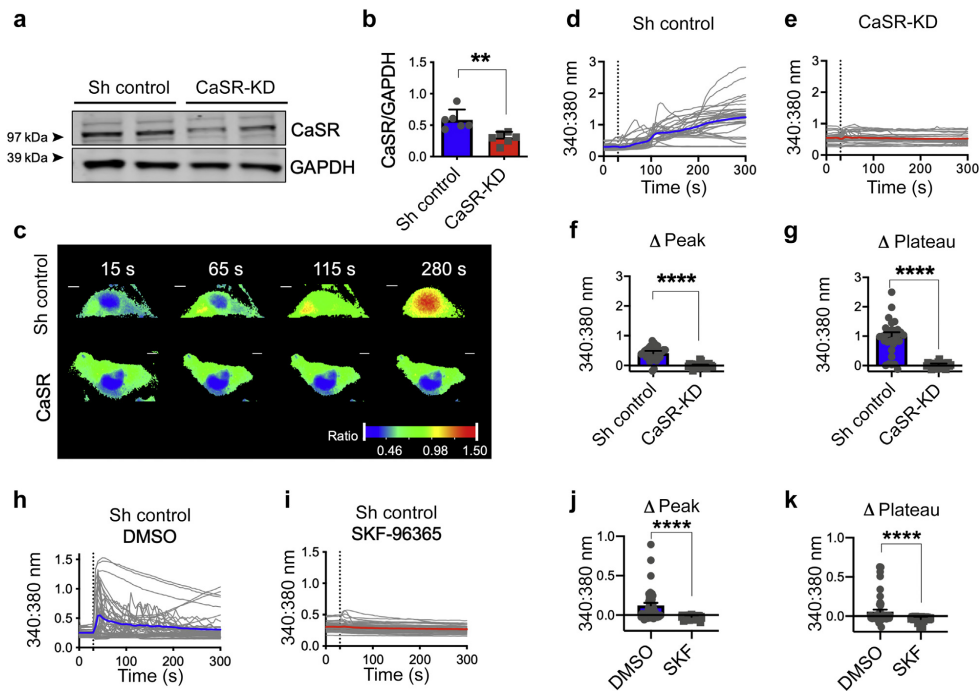 a
Sh control CaSR-KD
97 kDa
39 kDa
CaSR
GAPDH
b
CaSR/GAPDH
1.5
1.0
0.5
0.0
**
Sh control
CaSR-KD
c
15 s 65 s 115 s 280 s
Sh control
CaSR
Ratio
0.46 0.98 1.50
d
Sh control
340:380 nm
3
2
1
0
0 100 200 300
Time (s)
e
CaSR-KD
340:380 nm
3
2
1
0
0 100 200 300
Time (s)
f
Δ Peak
340:380 nm
3
2
1
0
****
Sh control
CaSR-KD
g
Δ Plateau
340:380 nm
3
2
1
0
****
Sh control
CaSR-KD
h
Sh control
DMSO
340:380 nm
1.5
1.0
0.5
0.0
0 100 200 300
Time (s)
i
Sh control
SKF-96365
340:380 nm
1.5
1.0
0.5
0.0
0 100 200 300
Time (s)
j
Δ Peak
340:380 nm
1.0
0.5
0.0
****
DMSO
SKF
k
Δ Plateau
340:380 nm
1.0
0.5
0.0
****
DMSO
SKF